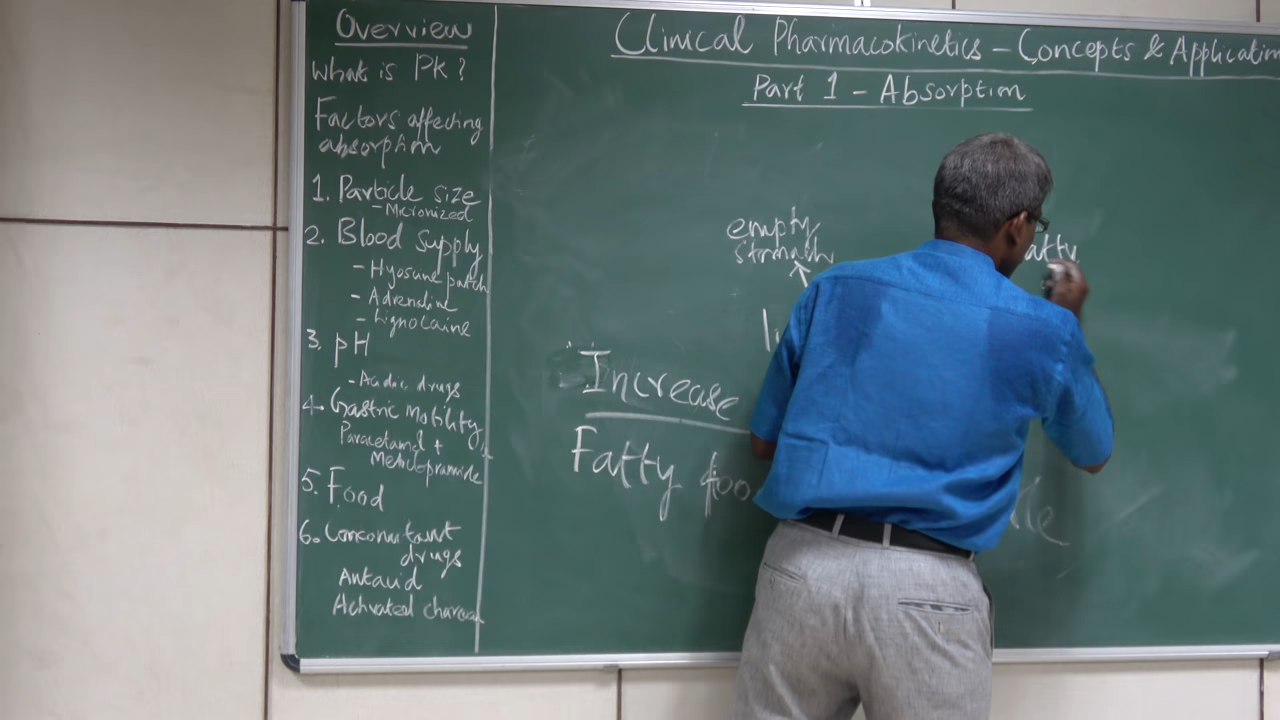 Overview
What is PK?
Factors affecting
absorption
1. Particle size
- Micronized
2. Blood Supply
- Hyoscine patch
- Adrenaline
- Lignocaine
3. pH
- Acidic drugs
4. Gastric Motility
Paracetamol +
Metoclopramide
5. Food
6. Concomitant
drugs
Antacid
Activated charcoal
Clinical Pharmacokinetics - Concepts & Application
Part 1 - Absorption
empty
stomach
Increase
Fatty